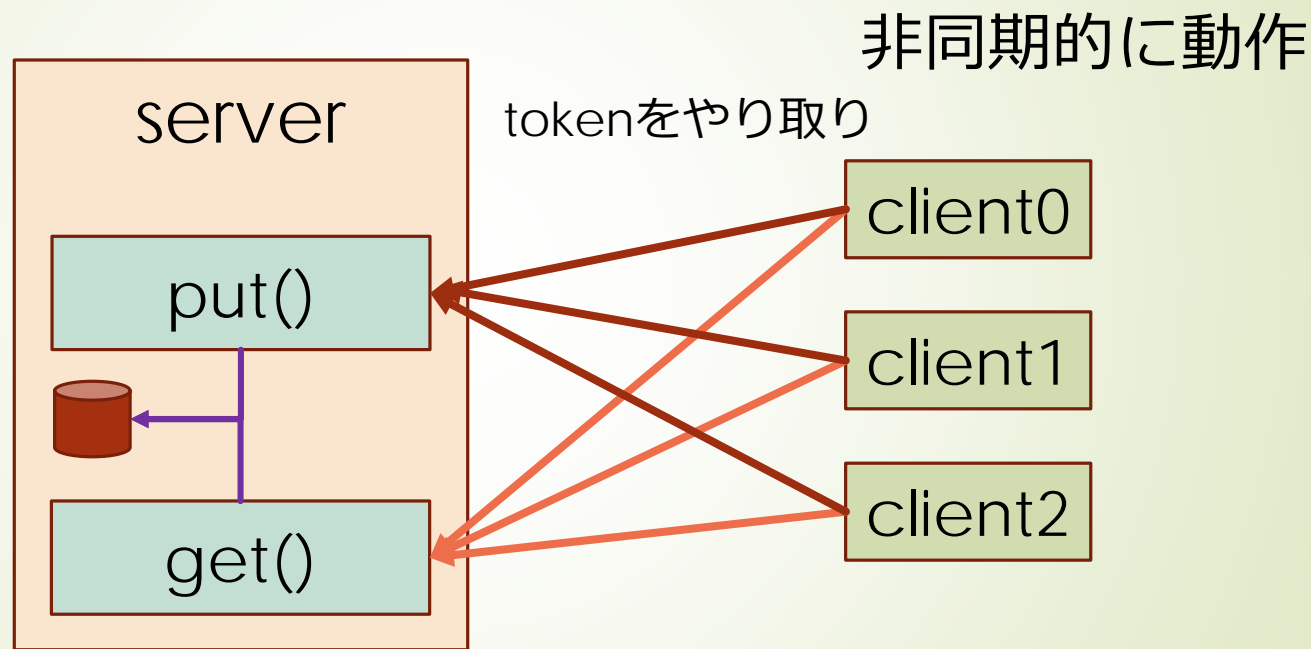 非同期的に動作
server
tokenをやり取り
put()
get()
client0
client1
client2